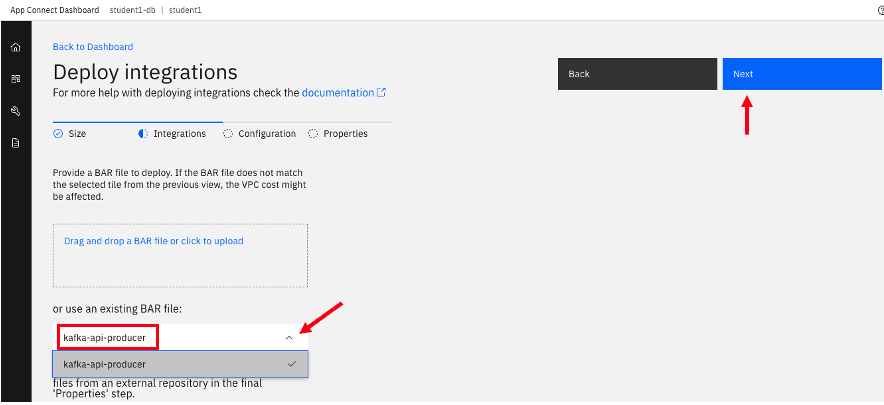 App Connect Dashboard student1-db | student1
Back to Dashboard
Deploy integrations
For more help with deploying integrations check the documentation
Back
Next
Size Integrations Configuration Properties
Provide a BAR file to deploy. If the BAR file does not match
the selected tile from the previous view, the VPC cost might
be affected.
Drag and drop a BAR file or click to upload
or use an existing BAR file:
kafka-api-producer
kafka-api-producer
files from an external repository in the final
'Properties' step.